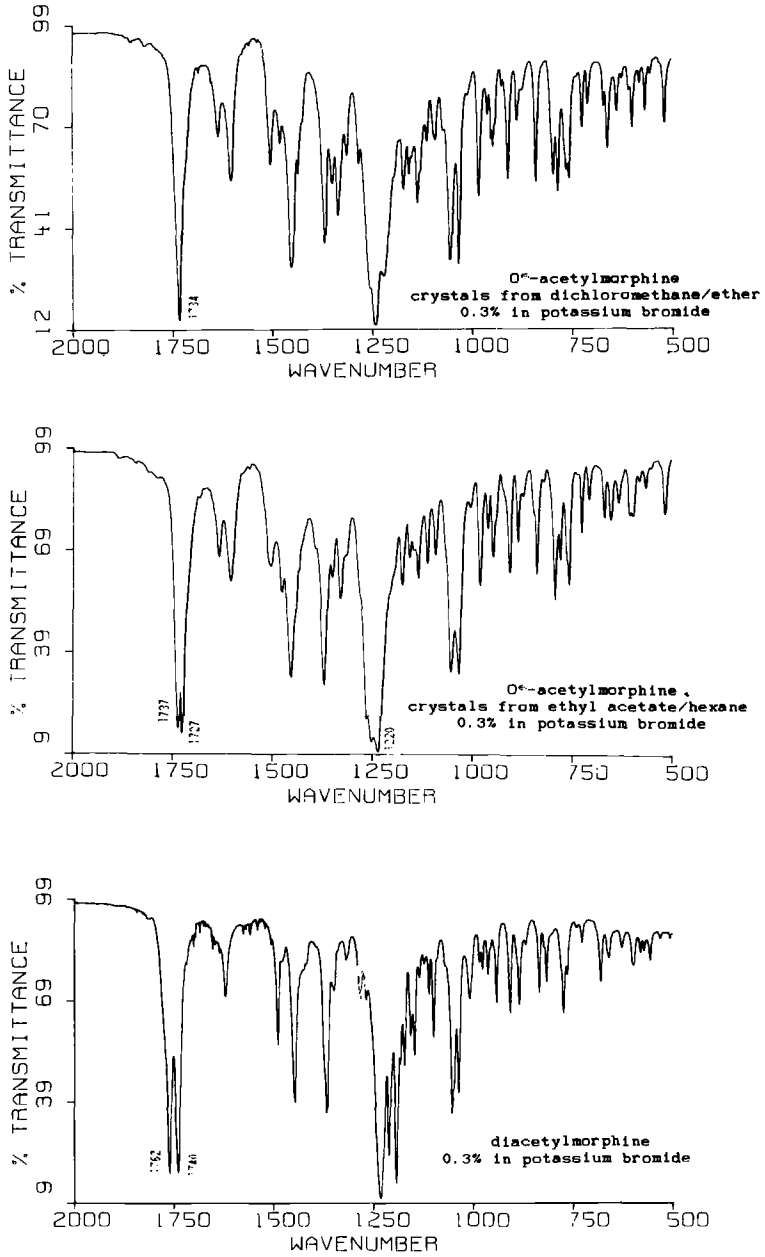 99
70
41
12
% TRANSMITTANCE
1734
O⁶-acetylmorphine
crystals from dichloromethane/ether
0.3% in potassium bromide
2000 1750 1500 1250 1000 750 500
WAVENUMBER
99
69
39
9
% TRANSMITTANCE
1737
1727
1220
O⁶-acetylmorphine
crystals from ethyl acetate/hexane
0.3% in potassium bromide
2000 1750 1500 1250 1000 750 500
WAVENUMBER
99
69
39
9
% TRANSMITTANCE
1762
1740
diacetylmorphine
0.3% in potassium bromide
2000 1750 1500 1250 1000 750 500
WAVENUMBER